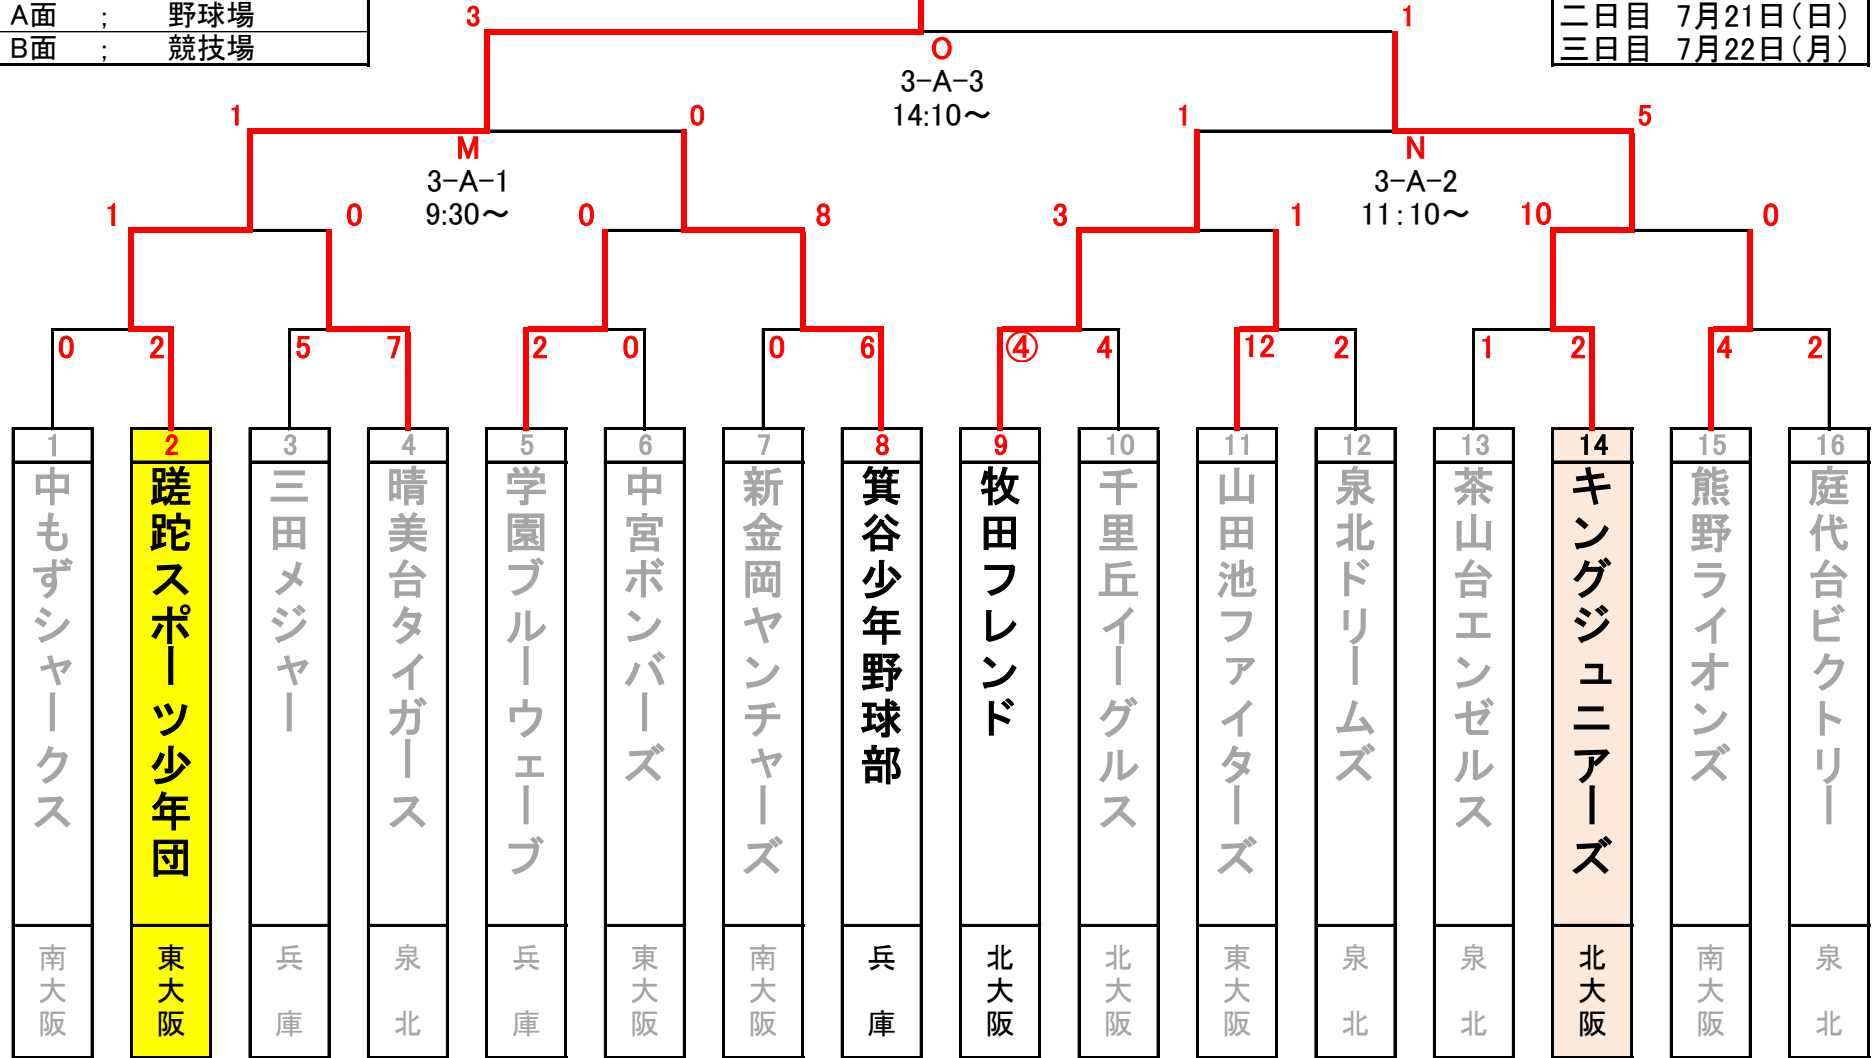 A面 ; 野球場
B面 ; 競技場
二日目 7月21日(日)
三日目 7月22日(月)
3 1
O
3-A-3
14:10～
1 0 1 5
M N
3-A-1 3-A-2
9:30～ 11:10～
1 0 0 8 3 1 10 0
0 2 5 7 2 0 0 6 ④ 4 12 2 1 2 4 2
1 2 3 4 5 6 7 8 9 10 11 12 13 14 15 16
中もずシャークス
蹉跎スポーツ少年団
三田メジャー
晴美台タイガース
学園ブルーウェーブ
中宮ボンバーズ
新金岡ヤンチャーズ
箕谷少年野球部
牧田フレンド
千里丘イーグルス
山田池ファイターズ
泉北ドリームズ
茶山台エンゼルス
キングジュニアーズ
熊野ライオンズ
庭代台ビクトリー
南大阪
東大阪
兵庫
泉北
兵庫
東大阪
南大阪
兵庫
北大阪
北大阪
東大阪
泉北
泉北
北大阪
南大阪
泉北